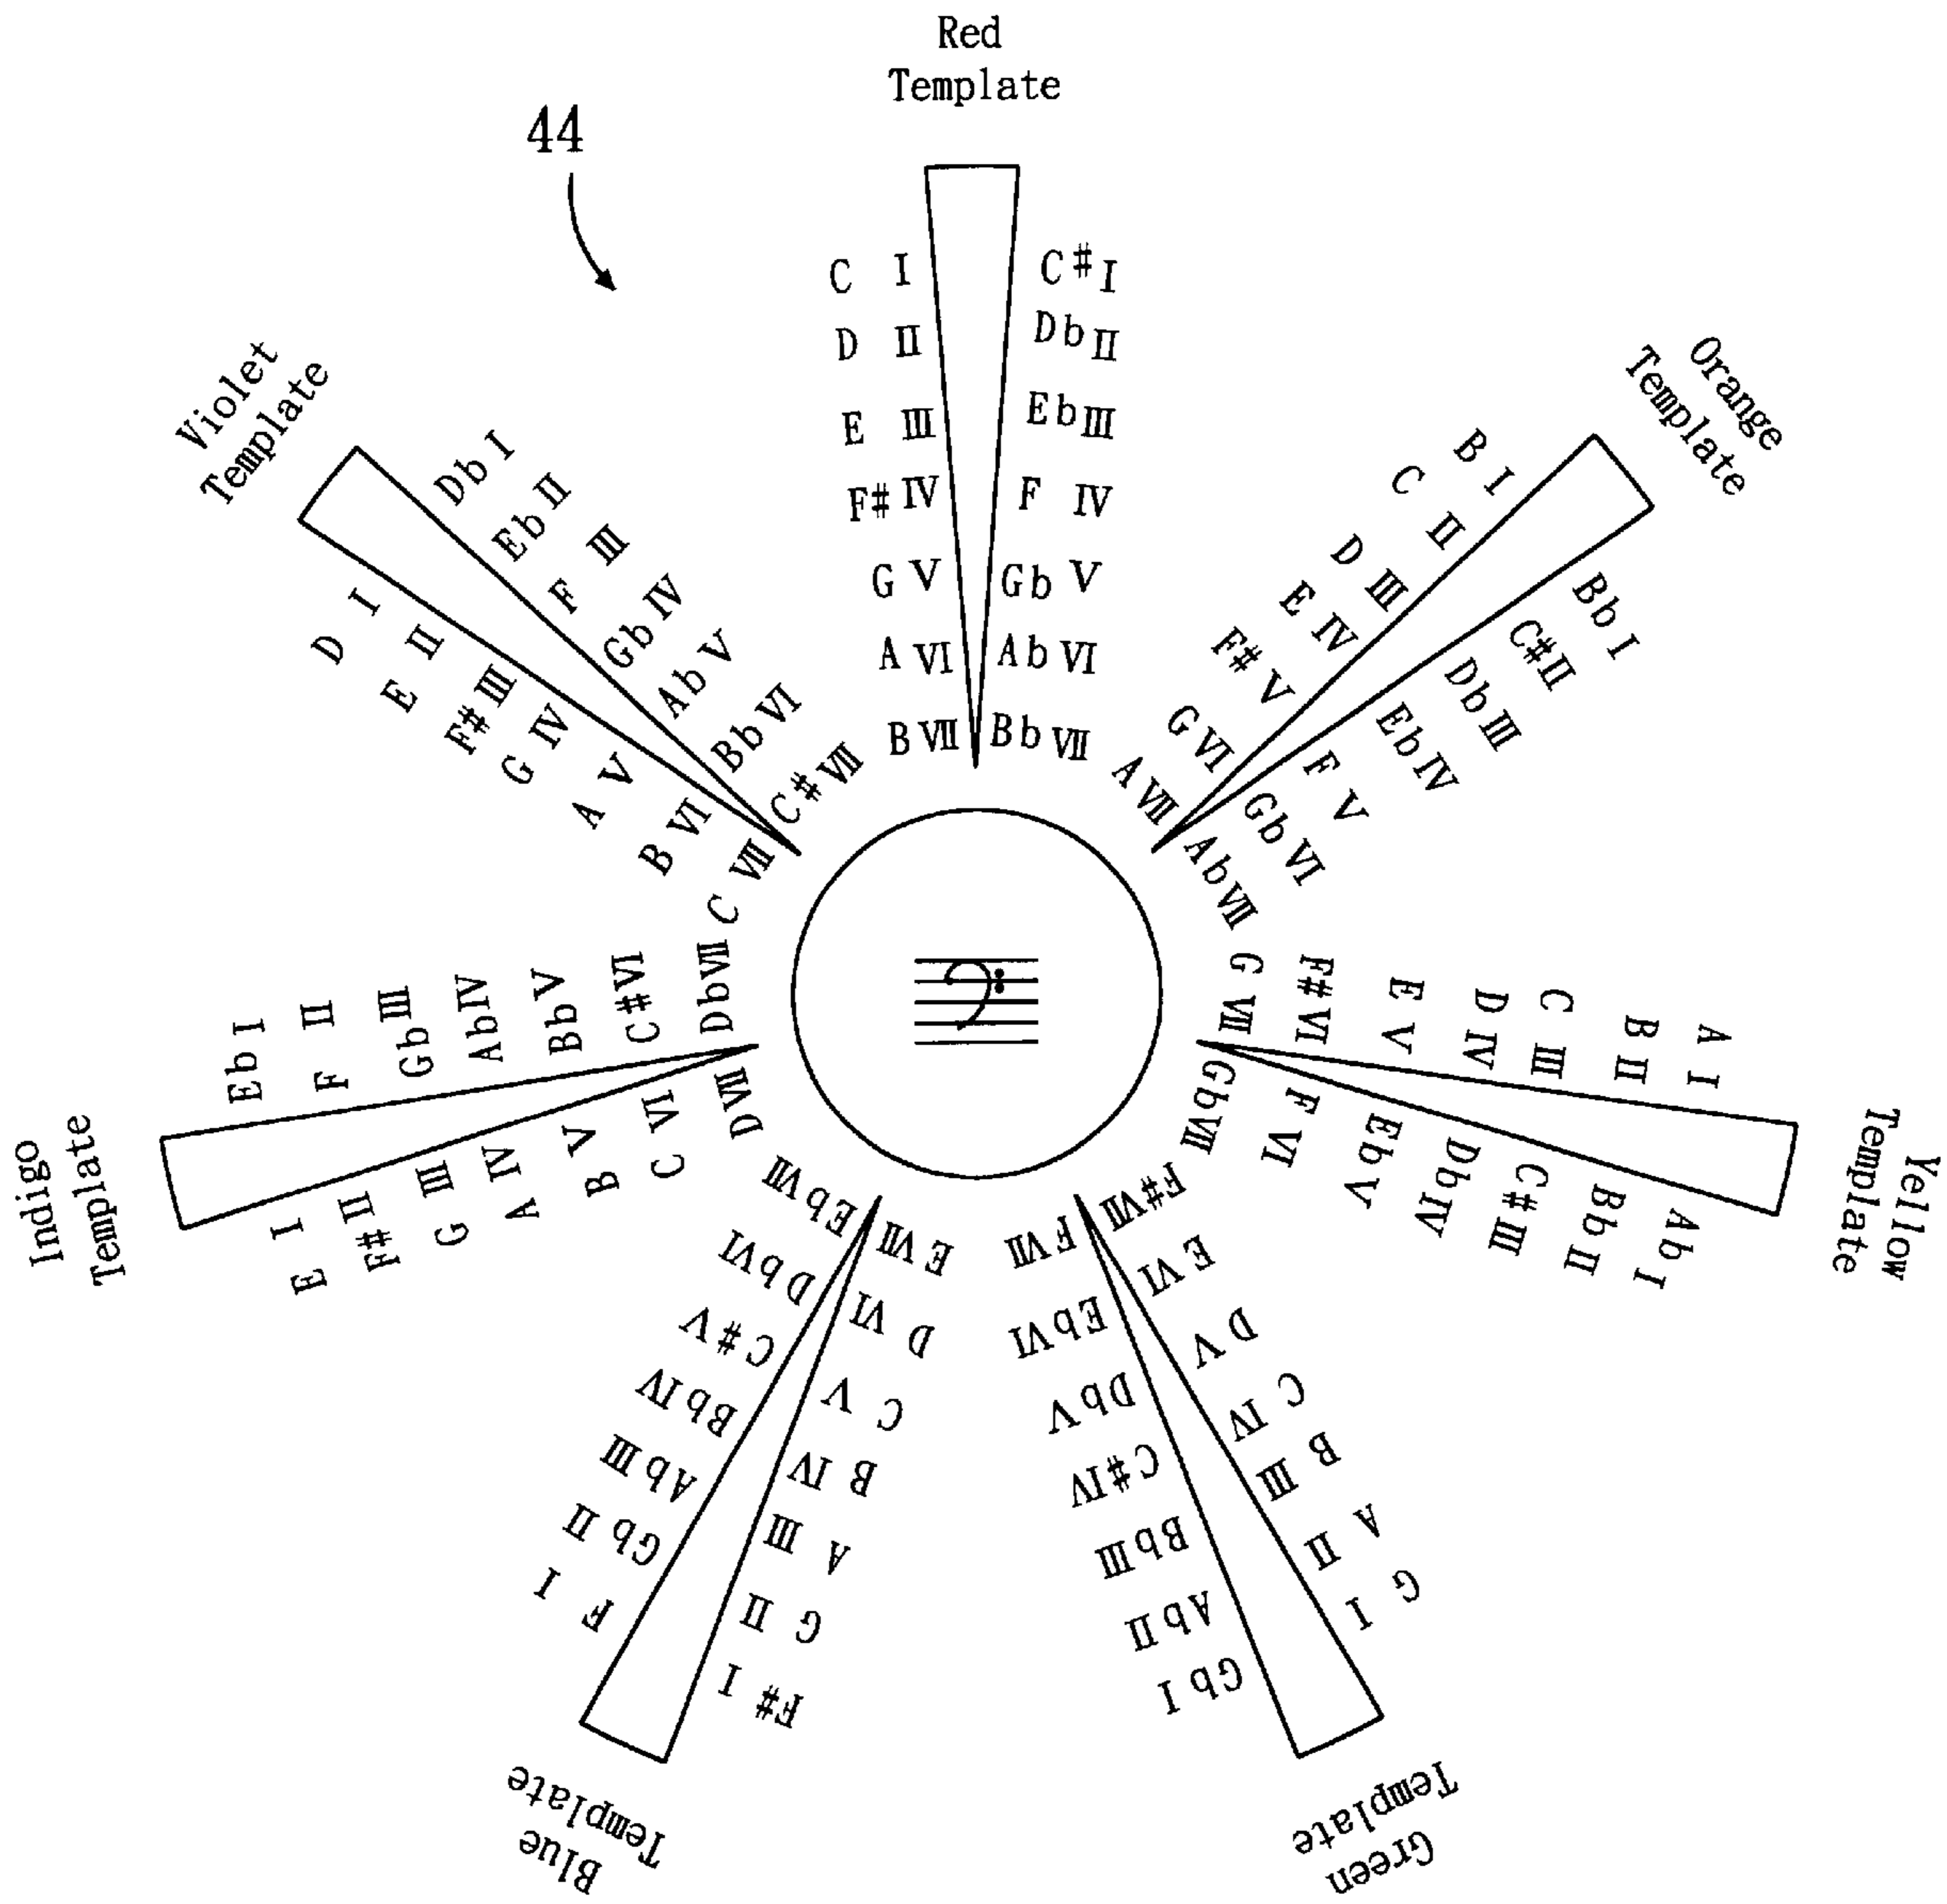 Red
Template
44
C I C#I
D II Db II
E III Eb III
F# IV F IV
G V Gb V
A VI Ab VI
B VII Bb VII
Orange
Template
B I Bb I
C II C# II
D III Db III
E IV Eb IV
F# V F V
G VI Gb VI
A VII Ab VII
Yellow
Template
A I Ab I
B II Bb II
C III C# III
D IV Db IV
E V Eb V
F# VI F VI
G VII Gb VII
Green
Template
G I Gb I
A II Ab II
B III Bb III
C IV C# IV
D V Db V
E VI Eb VI
F# VII F VII
Blue
Template
F# I F I
G II Gb II
A III Ab III
B IV Bb IV
C V C# V
D VI Db VI
E VII Eb VII
Indigo
Template
E I Eb I
F# II F II
G III Gb III
A IV Ab IV
B V Bb V
C VI C# VI
D VII Db VII
Violet
Template
D I Db I
E II Eb II
F# III F III
G IV Gb IV
A V Ab V
B VI Bb VI
C VII C# VII